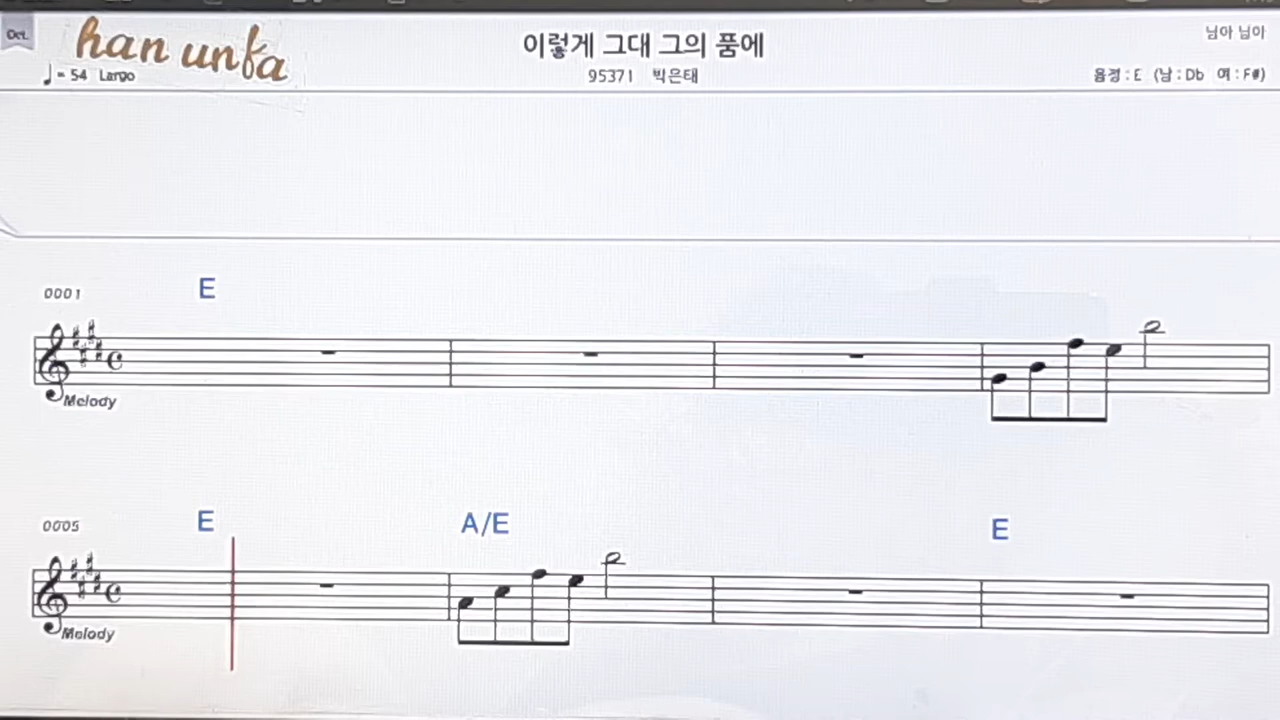 Oct.
han unfa
이렇게 그대 그의 품에
님아 님아
♩= 54 Largo
95371 박은태
음정 : E (남 : Db 여 : F#)
0001 E
Melody
0005 E A/E E
Melody